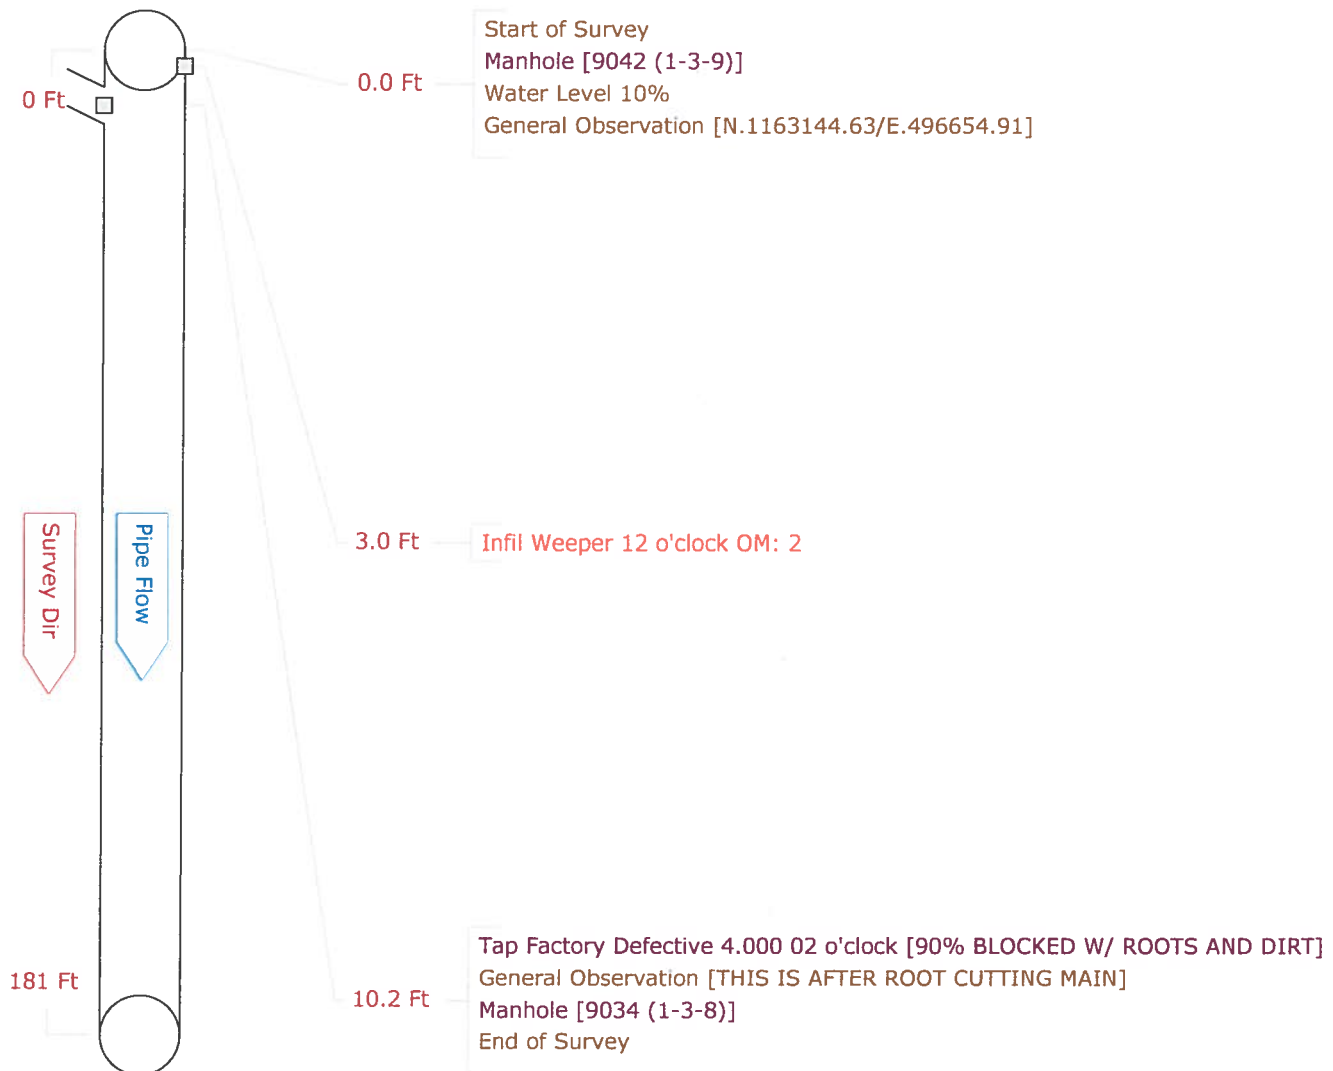 Start of Survey
Manhole [9042 (1-3-9)]
0.0 Ft
Water Level 10%
0 Ft
General Observation [N.1163144.63/E.496654.91]
Survey Dir
Pipe Flow
3.0 Ft
Infil Weeper 12 o'clock OM: 2
Tap Factory Defective 4.000 02 o'clock [90% BLOCKED W/ ROOTS AND DIRT]
181 Ft
General Observation [THIS IS AFTER ROOT CUTTING MAIN]
10.2 Ft
Manhole [9034 (1-3-8)]
End of Survey